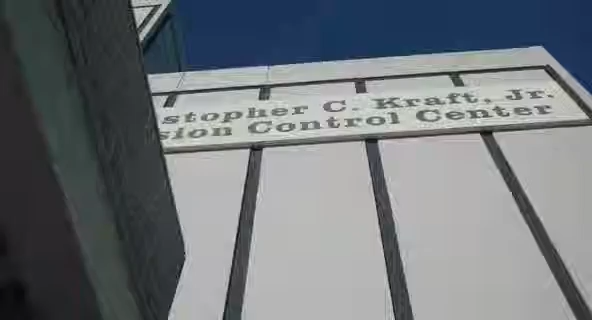 stopher C. Kraft, Jr.
sion Control Center